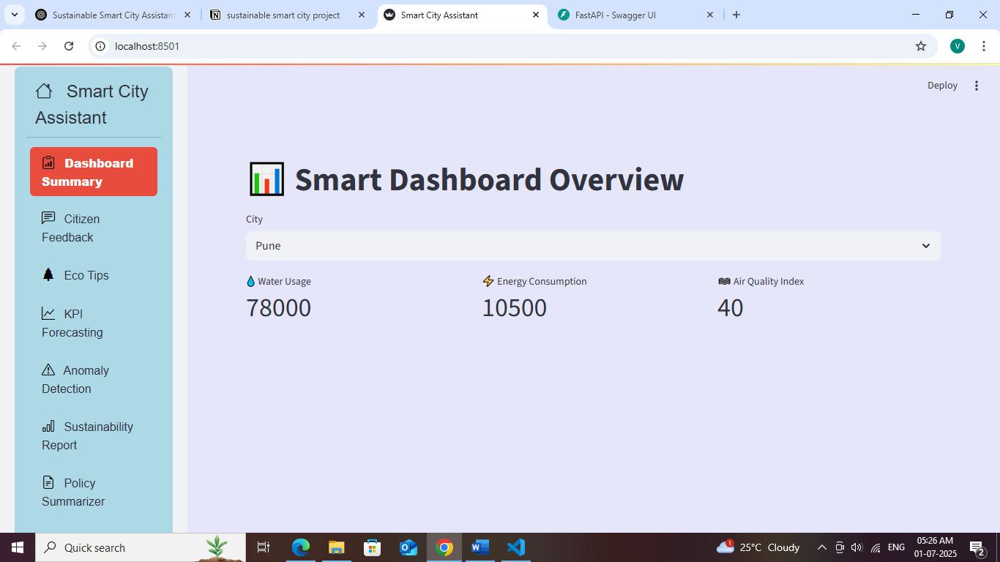 Sustainable Smart City Assistant
sustainable smart city project
Smart City Assistant
FastAPI - Swagger UI
localhost:8501
V
Smart City
Assistant
Dashboard
Summary
Citizen
Feedback
Eco Tips
KPI
Forecasting
Anomaly
Detection
Sustainability
Report
Policy
Summarizer
Deploy
Smart Dashboard Overview
City
Pune
Water Usage
Energy Consumption
Air Quality Index
78000
10500
40
Quick search
1
25°C Cloudy
ENG
05:26 AM
01-07-2025
2